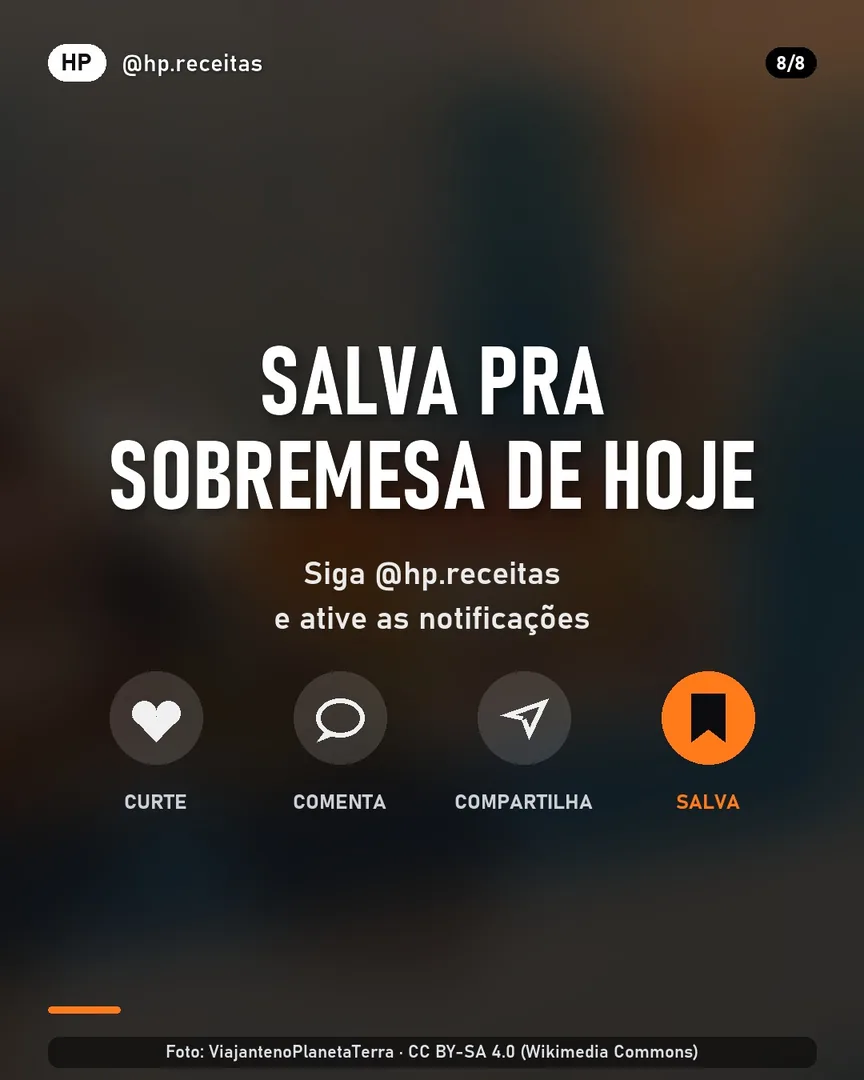 HP @hp.receitas 8/8
SALVA PRA
SOBREMESA DE HOJE
Siga @hp.receitas
e ative as notificações
CURTE COMENTA COMPARTILHA SALVA
Foto: ViajantenoPlanetaTerra · CC BY-SA 4.0 (Wikimedia Commons)